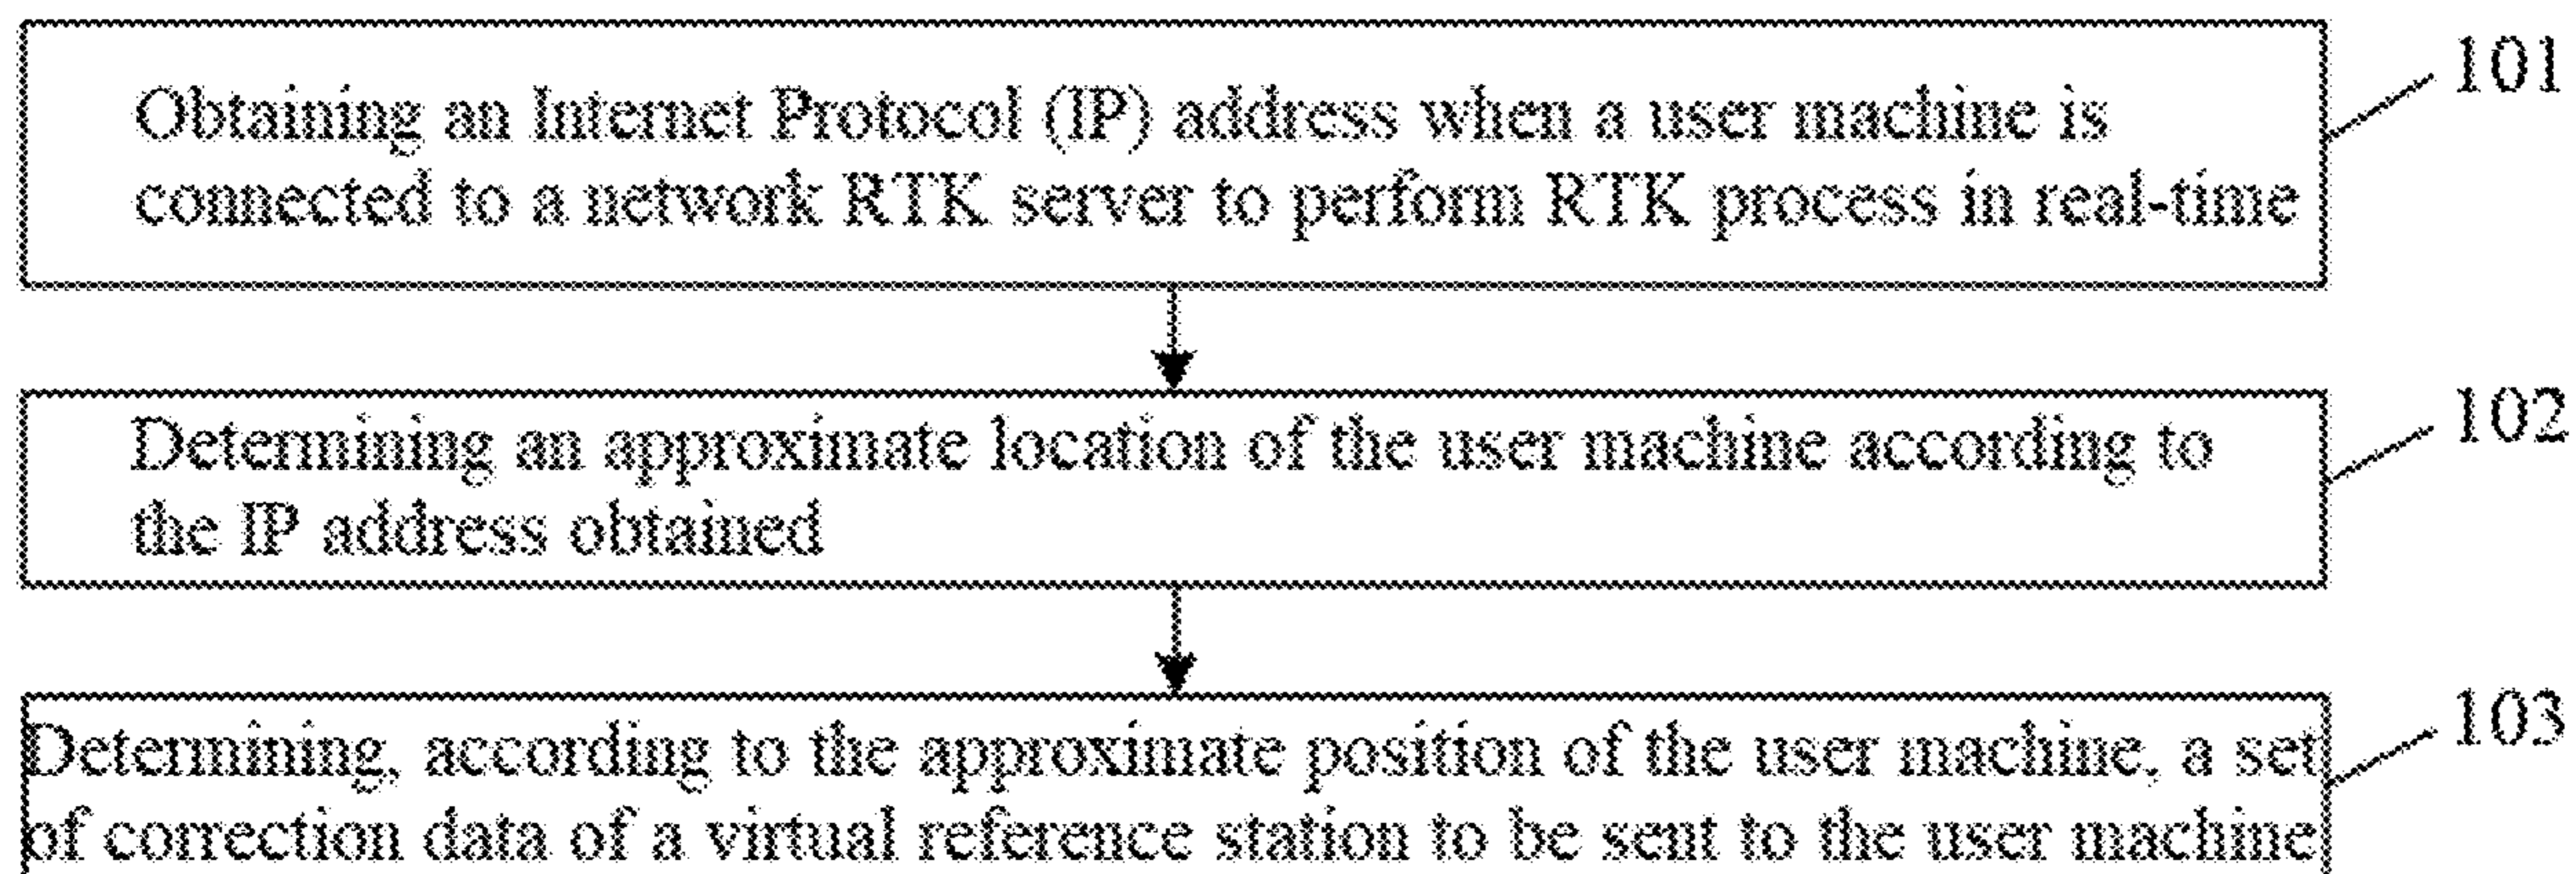 Obtaining an Internet Protocol (IP) address when a user machine is
connected to a network RTK server to perform RTK process in real-time
101
Determining an approximate location of the user machine according to
the IP address obtained
102
Determining, according to the approximate position of the user machine, a set
of correction data of a virtual reference station to be sent to the user machine
103